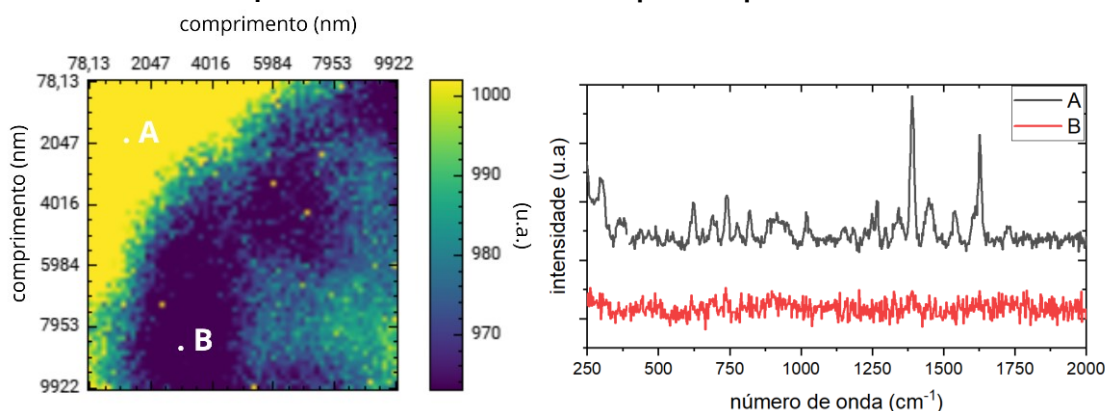 comprimento (nm)
78,13 2047 4016 5984 7953 9922
comprimento (nm)
78,13
2047
4016
5984
7953
9922
A
B
1000
990
980
970
(u.a.)
intensidade (u.a)
A
B
250 500 750 1000 1250 1500 1750 2000
número de onda (cm⁻¹)